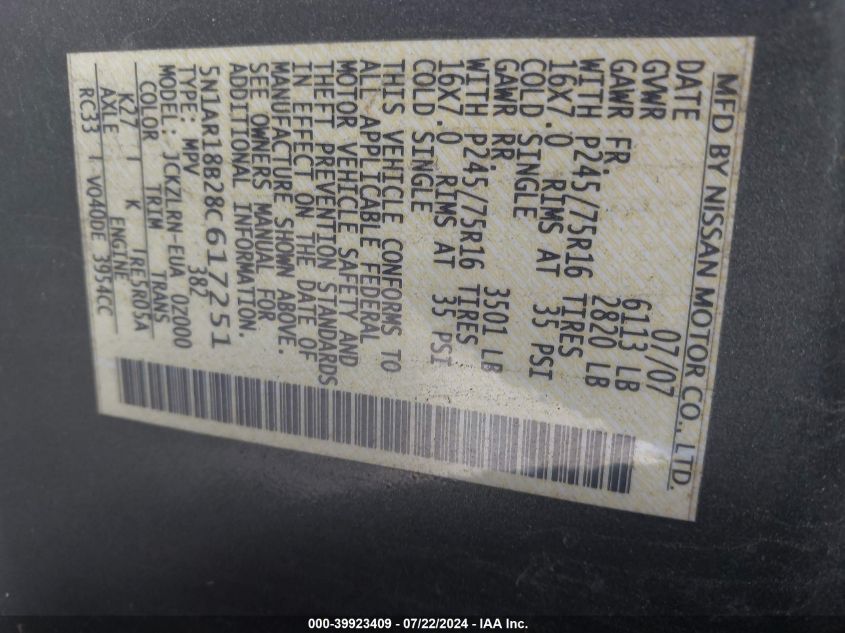 MFD BY NISSAN MOTOR CO., LTD.
DATE 07/07
GVWR 6113 LB
GAWR FR. 2820 LB
WITH P245/75R16 TIRES
16X7.0 RIMS AT 35 PSI
COLD SINGLE
GAWR RR. 3501 LB
WITH P245/75R16 TIRES
16X7.0 RIMS AT 35 PSI
COLD SINGLE
THIS VEHICLE CONFORMS TO
ALL APPLICABLE FEDERAL
MOTOR VEHICLE SAFETY AND
THEFT PREVENTION STANDARDS
IN EFFECT ON THE DATE OF
MANUFACTURE SHOWN ABOVE.
SEE OWNERS MANUAL FOR
ADDITIONAL INFORMATION.
5N1AR18B28C617251
TYPE: MPV 382
MODEL: JCKZLRN-EUA 0Z000
COLOR TRIM TRANS
K27 | K IRE5R05A
AXLE ENGINE
RC33 | VQ40DE 3954CC
000-39923409 - 07/22/2024 - IAA Inc.